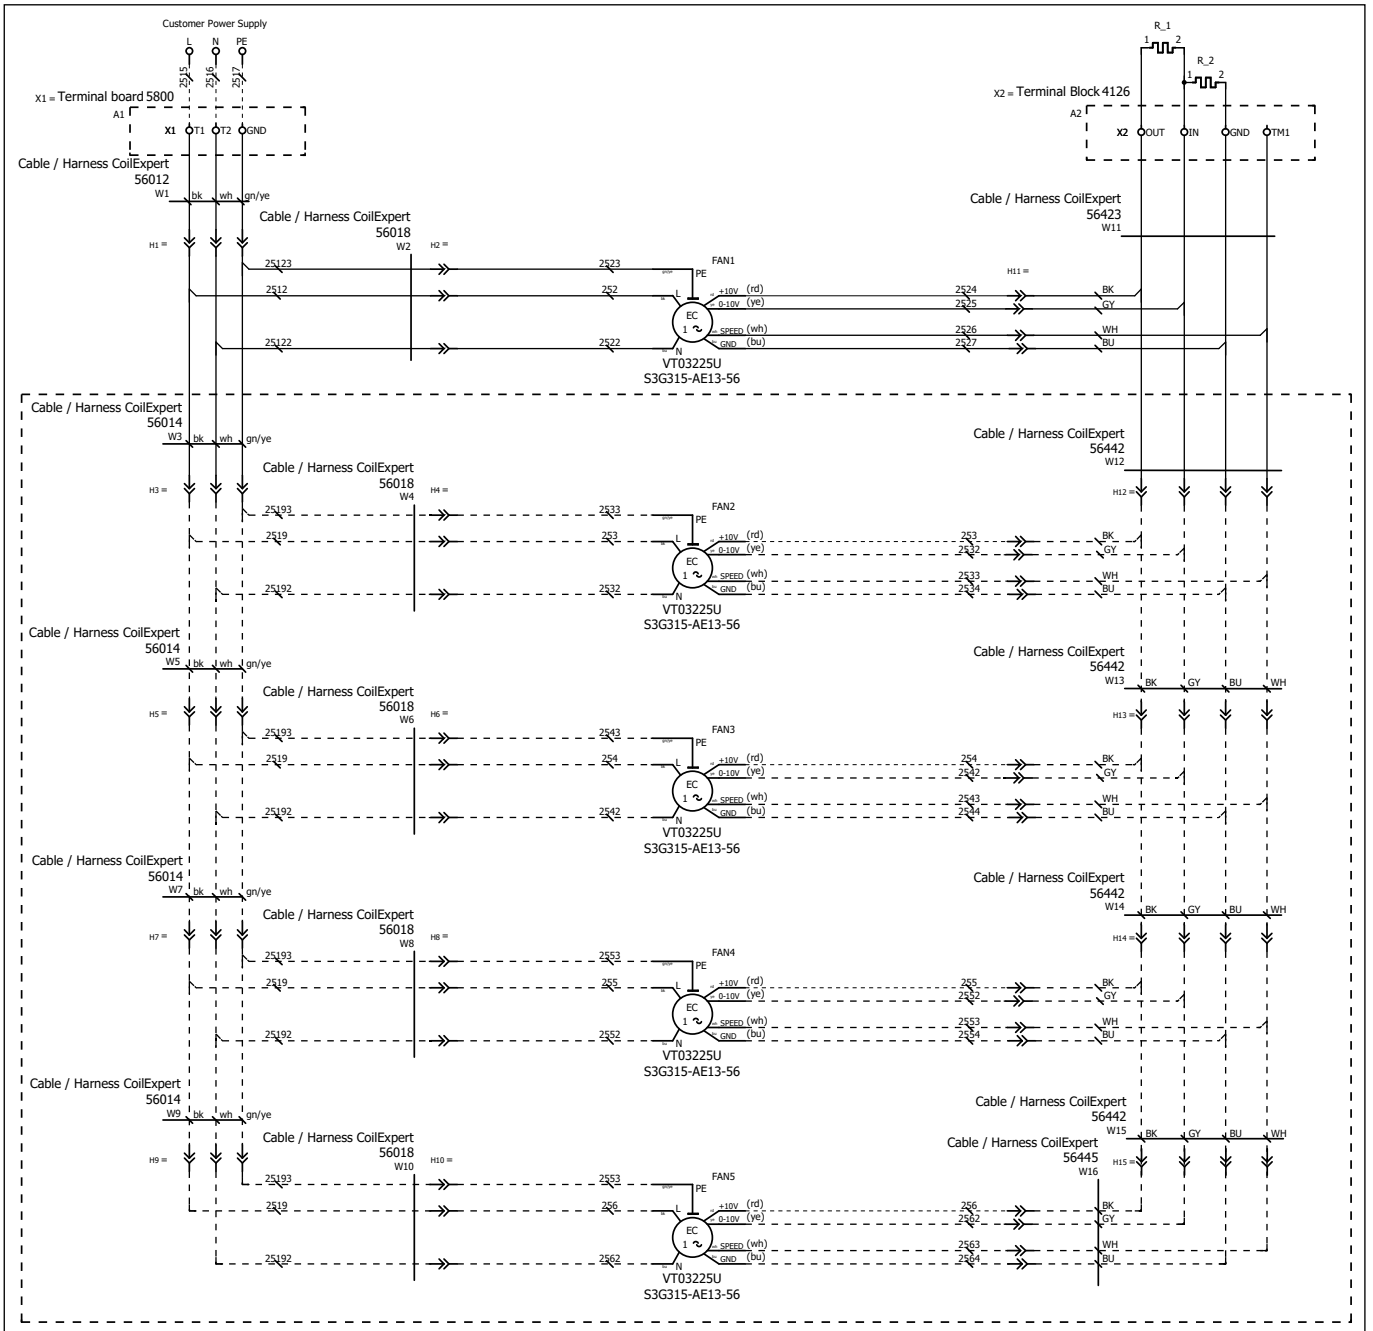 Customer Power Supply
L N PE
2515 2516 2517
X1 = Terminal board 5800
A1
X1 T1 T2 GND
Cable / Harness CoilExpert
56012
W1 bk wh gn/ye
H1 =
R_1
1 2
R_2
1 2
X2 = Terminal Block 4126
A2
X2 OUT IN GND TM1
Cable / Harness CoilExpert
56423
W11
Cable / Harness CoilExpert
56018
W2 H2 =
FAN1
H11 =
25123 2523 PE
2512 252 L +10V (rd) 2524 BK
0-10V (ye) 2525 GY
EC
1 ~ SPEED (wh) 2526 WH
25122 2522 N GND (bu) 2527 BU
VT03225U
S3G315-AE13-56
Cable / Harness CoilExpert
56014
W3 bk wh gn/ye
H3 =
Cable / Harness CoilExpert
56442
W12
H12 =
Cable / Harness CoilExpert
56018
W4 H4 =
FAN2
25193 2533 PE
2519 253 L +10V (rd) 253 BK
0-10V (ye) 2532 GY
EC
1 ~ SPEED (wh) 2533 WH
25192 2532 N GND (bu) 2534 BU
VT03225U
S3G315-AE13-56
Cable / Harness CoilExpert
56014
W5 bk wh gn/ye
H5 =
Cable / Harness CoilExpert
56442
W13 BK GY BU WH
H13 =
Cable / Harness CoilExpert
56018
W6 H6 =
FAN3
25193 2543 PE
2519 254 L +10V (rd) 254 BK
0-10V (ye) 2542 GY
EC
1 ~ SPEED (wh) 2543 WH
25192 2542 N GND (bu) 2544 BU
VT03225U
S3G315-AE13-56
Cable / Harness CoilExpert
56014
W7 bk wh gn/ye
H7 =
Cable / Harness CoilExpert
56442
W14 BK GY BU WH
H14 =
Cable / Harness CoilExpert
56018
W8 H8 =
FAN4
25193 2553 PE
2519 255 L +10V (rd) 255 BK
0-10V (ye) 2552 GY
EC
1 ~ SPEED (wh) 2553 WH
25192 2552 N GND (bu) 2554 BU
VT03225U
S3G315-AE13-56
Cable / Harness CoilExpert
56014
W9 bk wh gn/ye
H9 =
Cable / Harness CoilExpert
56442
W15 BK GY BU WH
H15 =
Cable / Harness CoilExpert
56445
W16
Cable / Harness CoilExpert
56018
W10 H10 =
FAN5
25193 2553 PE
2519 256 L +10V (rd) 256 BK
0-10V (ye) 2562 GY
EC
1 ~ SPEED (wh) 2563 WH
25192 2562 N GND (bu) 2564 BU
VT03225U
S3G315-AE13-56